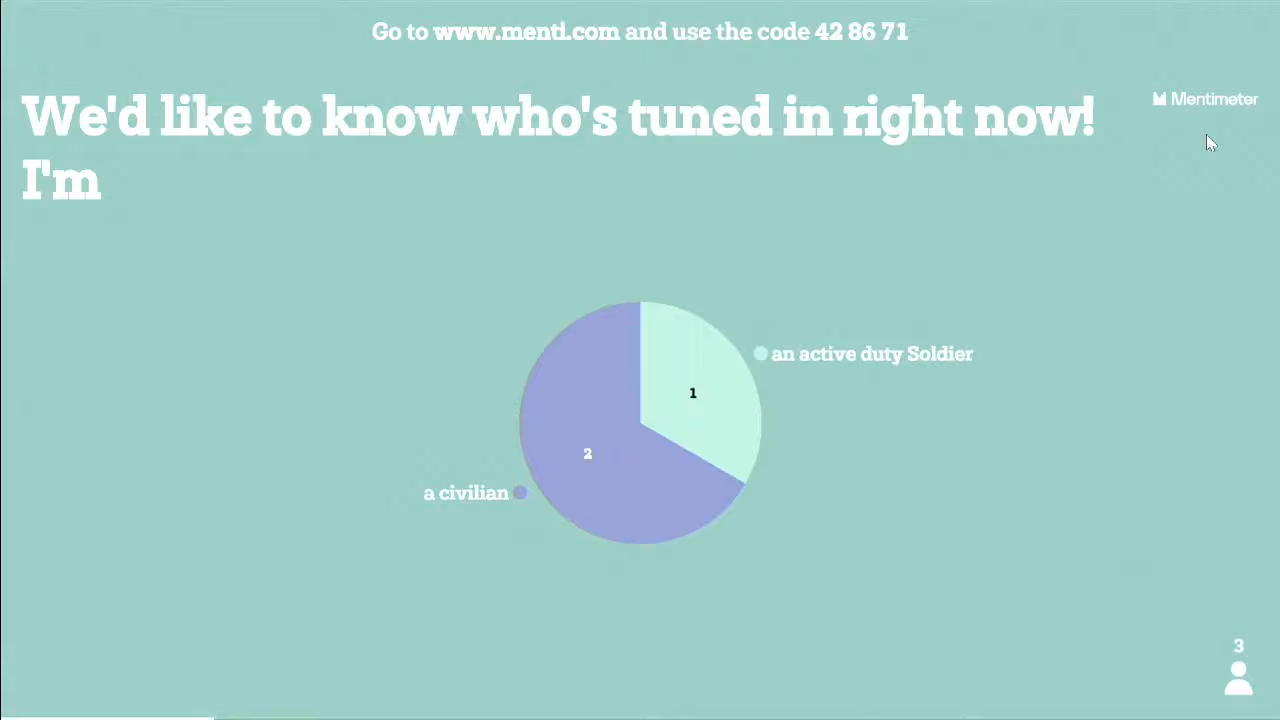 Go to www.menti.com and use the code 42 86 71
We'd like to know who's tuned in right now!
I'm
Mentimeter
an active duty Soldier
1
2
a civilian
3